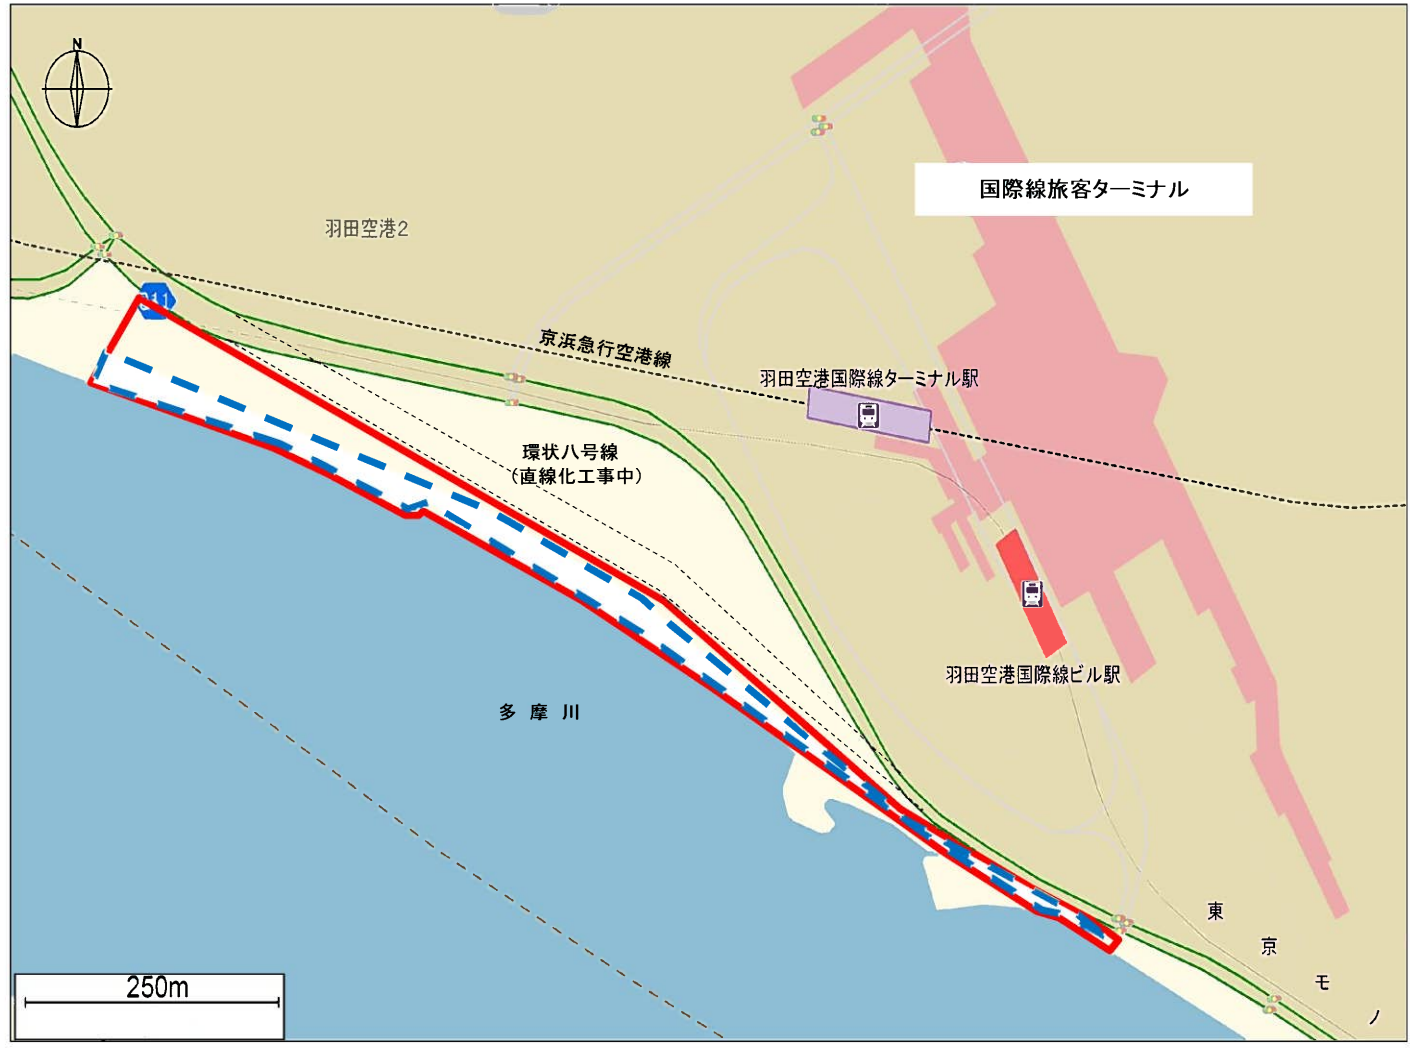 N
国際線旅客ターミナル
羽田空港2
311
京浜急行空港線
羽田空港国際線ターミナル駅
環状八号線
(直線化工事中)
羽田空港国際線ビル駅
多 摩 川
東
京
モ
ノ
250m